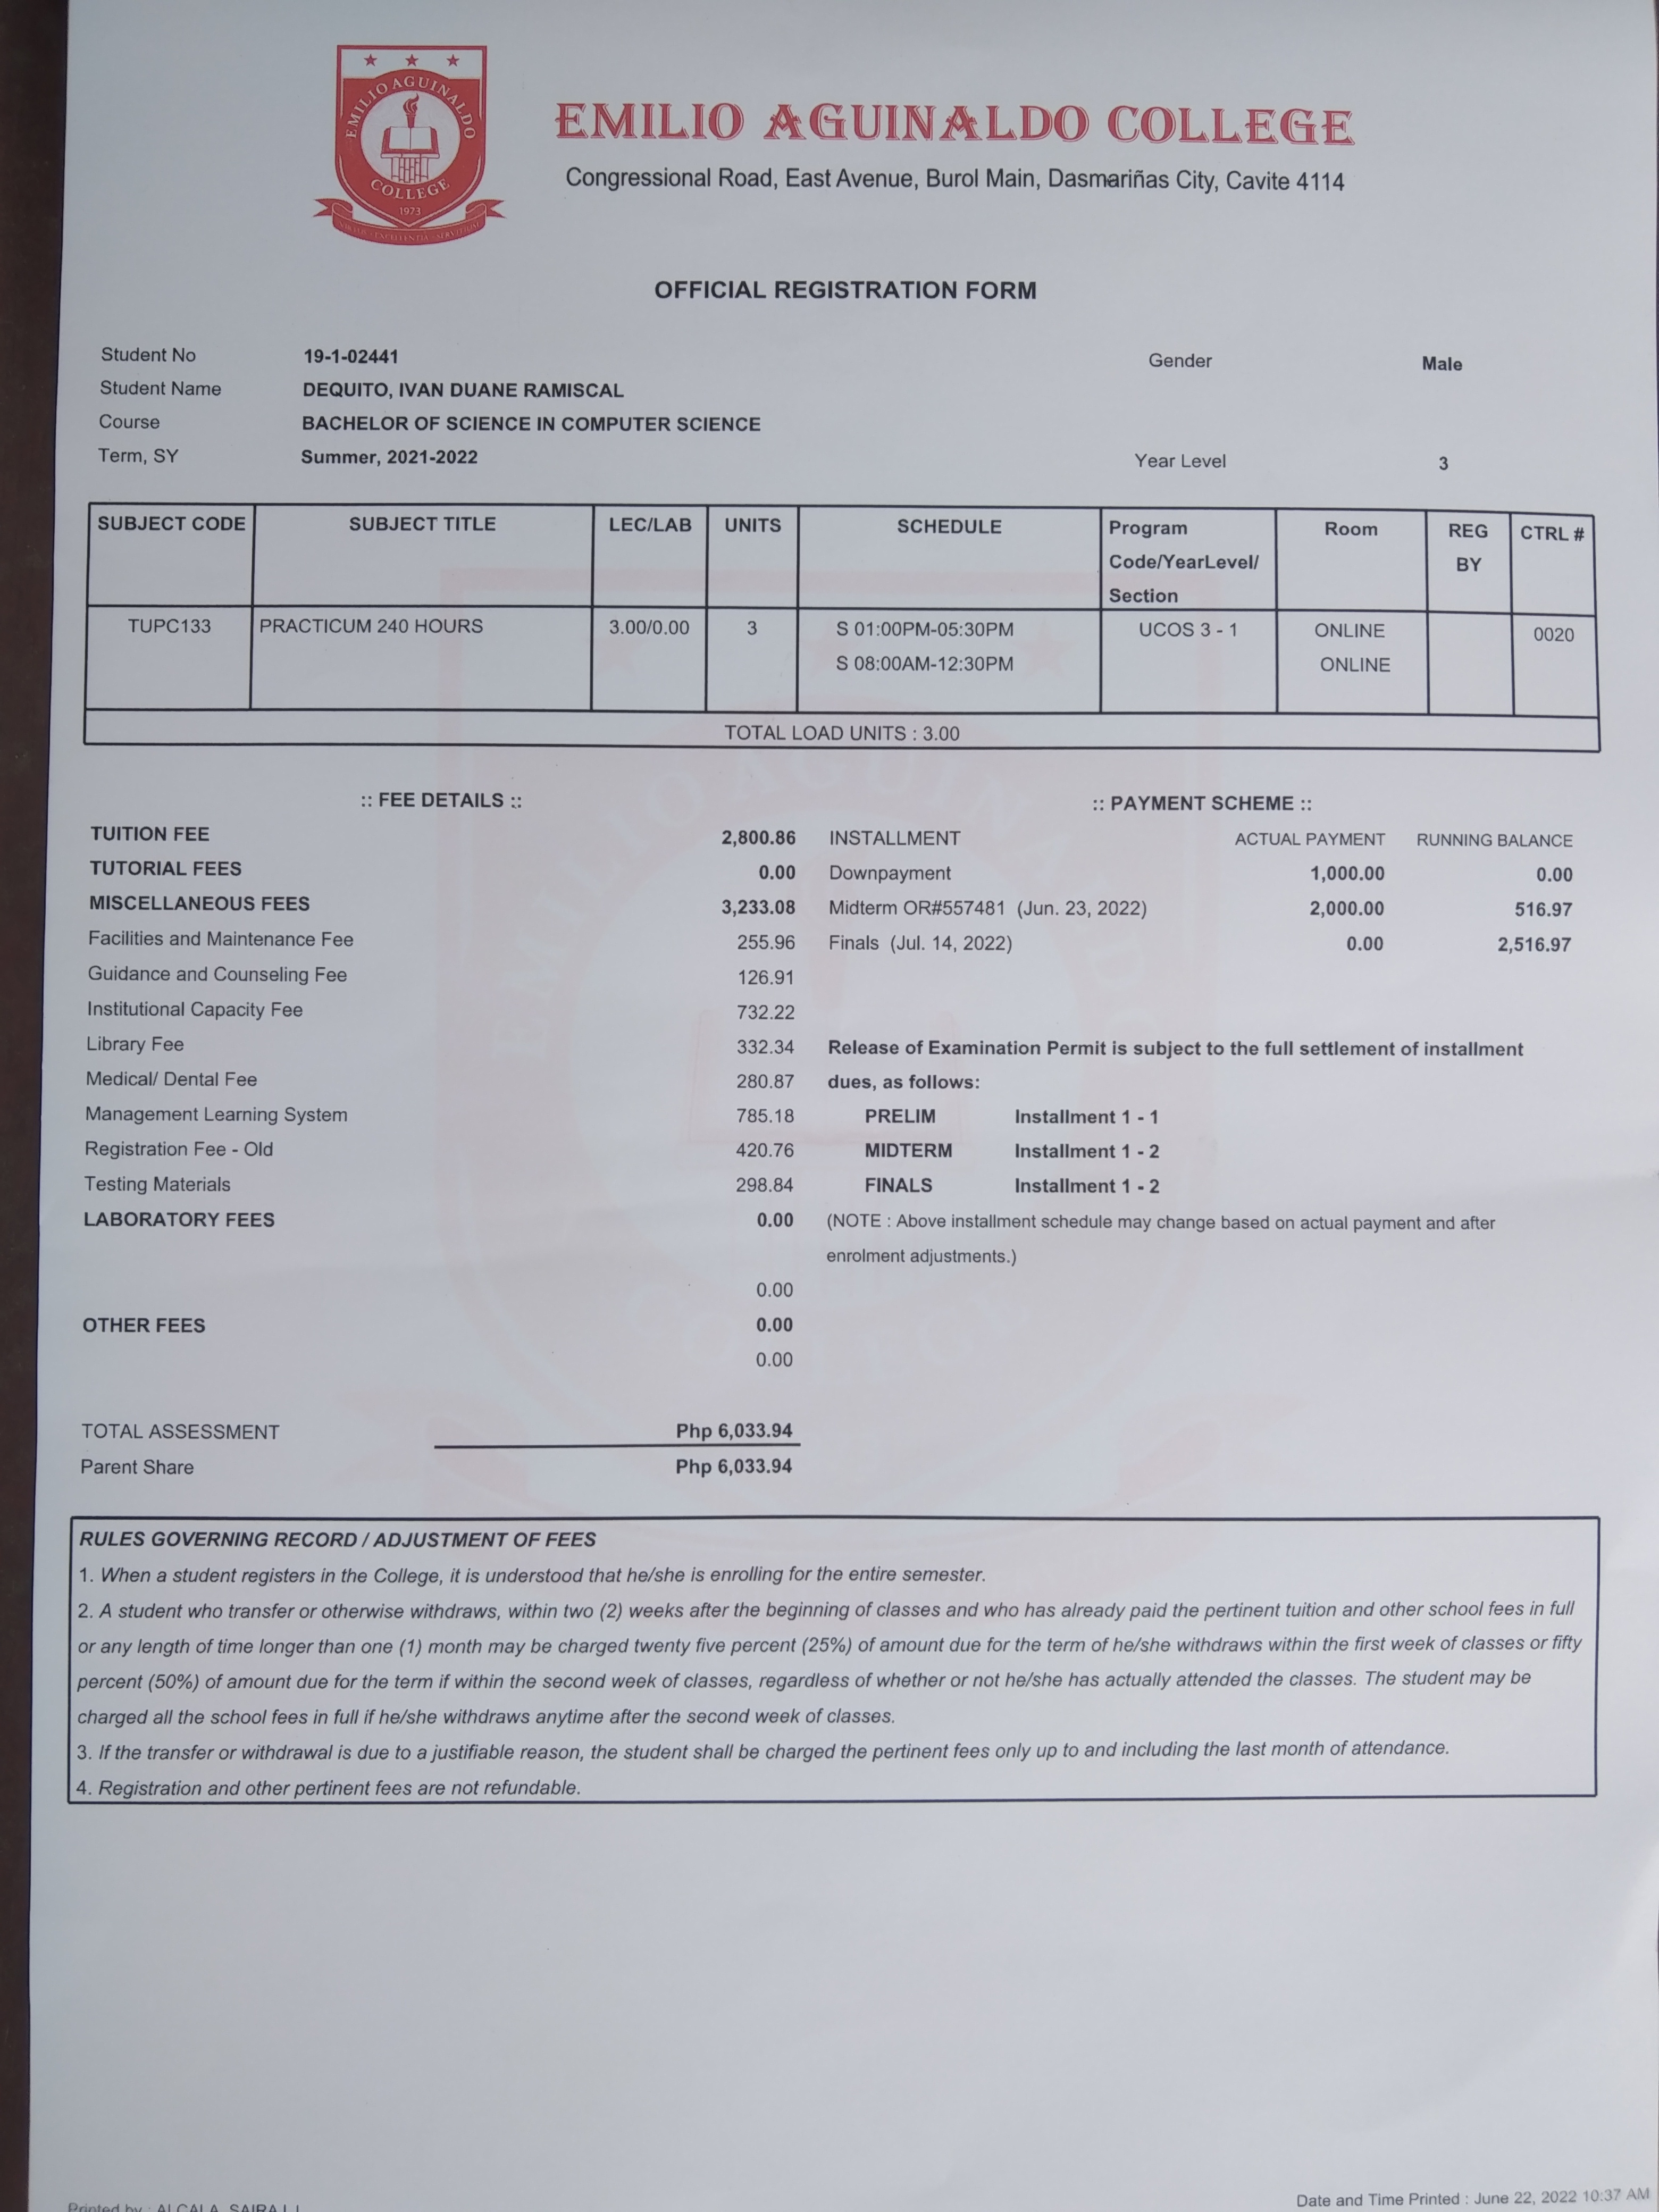 EMILIO AGUINALDO
COLLEGE
1973
EMILIO AGUINALDO COLLEGE
Congressional Road, East Avenue, Burol Main, Dasmariñas City, Cavite 4114
OFFICIAL REGISTRATION FORM
Student No 19-1-02441 Gender Male
Student Name DEQUITO, IVAN DUANE RAMISCAL
Course BACHELOR OF SCIENCE IN COMPUTER SCIENCE
Term, SY Summer, 2021-2022 Year Level 3
SUBJECT CODE SUBJECT TITLE LEC/LAB UNITS SCHEDULE Program Room REG CTRL #
Code/YearLevel/ BY
Section
TUPC133 PRACTICUM 240 HOURS 3.00/0.00 3 S 01:00PM-05:30PM UCOS 3 - 1 ONLINE 0020
S 08:00AM-12:30PM ONLINE
TOTAL LOAD UNITS : 3.00
:: FEE DETAILS :: :: PAYMENT SCHEME ::
TUITION FEE 2,800.86 INSTALLMENT ACTUAL PAYMENT RUNNING BALANCE
TUTORIAL FEES 0.00 Downpayment 1,000.00 0.00
MISCELLANEOUS FEES 3,233.08 Midterm OR#557481 (Jun. 23, 2022) 2,000.00 516.97
Facilities and Maintenance Fee 255.96 Finals (Jul. 14, 2022) 0.00 2,516.97
Guidance and Counseling Fee 126.91
Institutional Capacity Fee 732.22
Library Fee 332.34 Release of Examination Permit is subject to the full settlement of installment
Medical/ Dental Fee 280.87 dues, as follows:
Management Learning System 785.18 PRELIM Installment 1 - 1
Registration Fee - Old 420.76 MIDTERM Installment 1 - 2
Testing Materials 298.84 FINALS Installment 1 - 2
LABORATORY FEES 0.00 (NOTE : Above installment schedule may change based on actual payment and after
enrolment adjustments.)
0.00
OTHER FEES 0.00
0.00
TOTAL ASSESSMENT Php 6,033.94
Parent Share Php 6,033.94
RULES GOVERNING RECORD / ADJUSTMENT OF FEES
1. When a student registers in the College, it is understood that he/she is enrolling for the entire semester.
2. A student who transfer or otherwise withdraws, within two (2) weeks after the beginning of classes and who has already paid the pertinent tuition and other school fees in full
or any length of time longer than one (1) month may be charged twenty five percent (25%) of amount due for the term of he/she withdraws within the first week of classes or fifty
percent (50%) of amount due for the term if within the second week of classes, regardless of whether or not he/she has actually attended the classes. The student may be
charged all the school fees in full if he/she withdraws anytime after the second week of classes.
3. If the transfer or withdrawal is due to a justifiable reason, the student shall be charged the pertinent fees only up to and including the last month of attendance.
4. Registration and other pertinent fees are not refundable.
Printed by : ALCALA, Date and Time Printed : June 22, 2022 10:37 AM